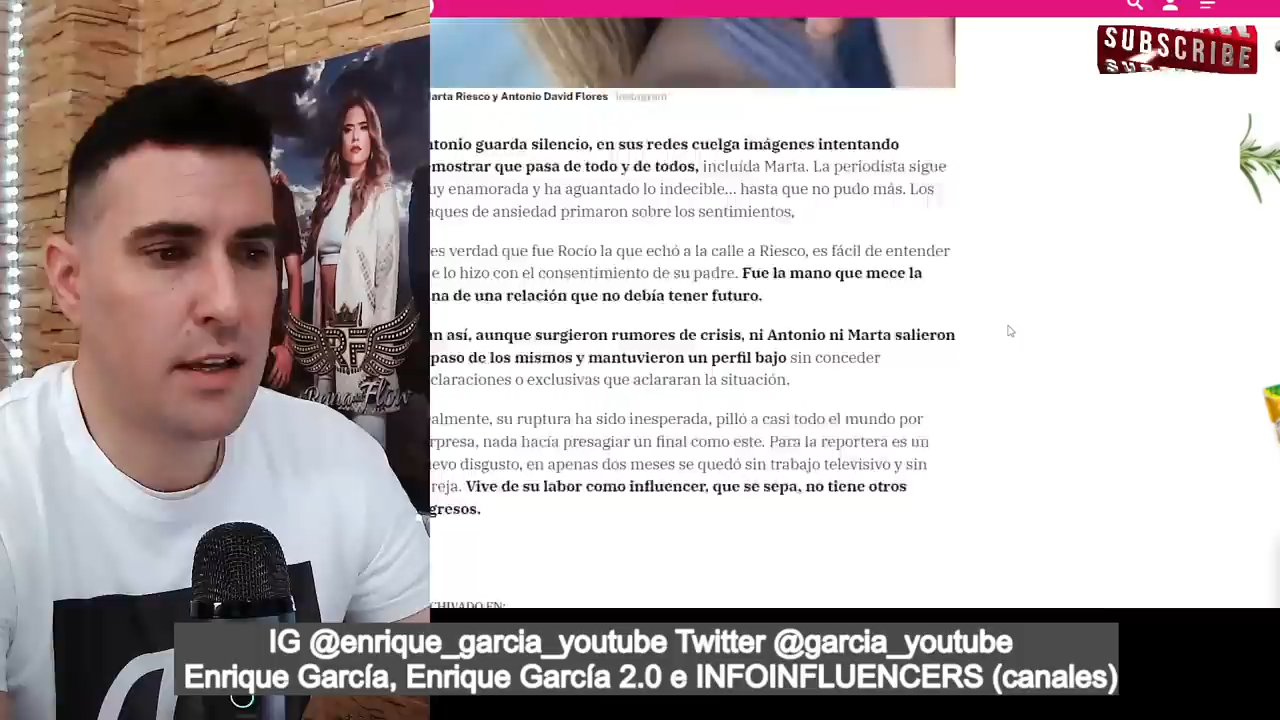 SUBSCRIBE
arta Riesco y Antonio David Flores Instagram
ntonio guarda silencio, en sus redes cuelga imágenes intentando
mostrar que pasa de todo y de todos, incluída Marta. La periodista sigue
uy enamorada y ha aguantado lo indecible... hasta que no pudo más. Los
aques de ansiedad primaron sobre los sentimientos,
es verdad que fue Rocío la que echó a la calle a Riesco, es fácil de entender
e lo hizo con el consentimiento de su padre. Fue la mano que mece la
na de una relación que no debía tener futuro.
n así, aunque surgieron rumores de crisis, ni Antonio ni Marta salieron
paso de los mismos y mantuvieron un perfil bajo sin conceder
claraciones o exclusivas que aclararan la situación.
almente, su ruptura ha sido inesperada, pilló a casi todo el mundo por
rpresa, nada hacía presagiar un final como este. Para la reportera es un
evo disgusto, en apenas dos meses se quedó sin trabajo televisivo y sin
reja. Vive de su labor como influencer, que se sepa, no tiene otros
gresos.
CHIVADO EN:
RF
Rana Flow
IG @enrique_garcia_youtube Twitter @garcia_youtube
Enrique García, Enrique García 2.0 e INFOINFLUENCERS (canales)